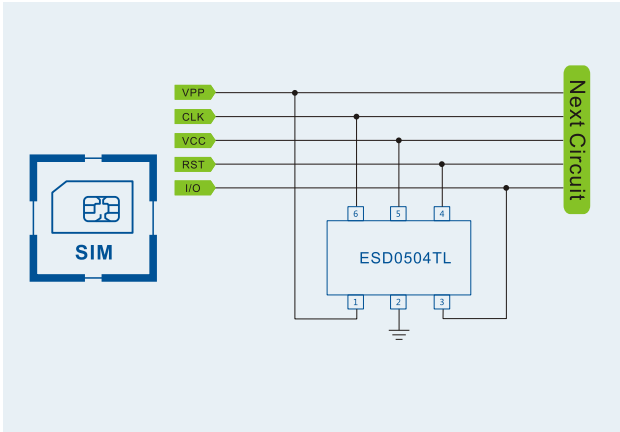 VPP
CLK
VCC
RST
I/O
SIM
Next Circuit
6
5
4
ESD0504TL
1
2
3